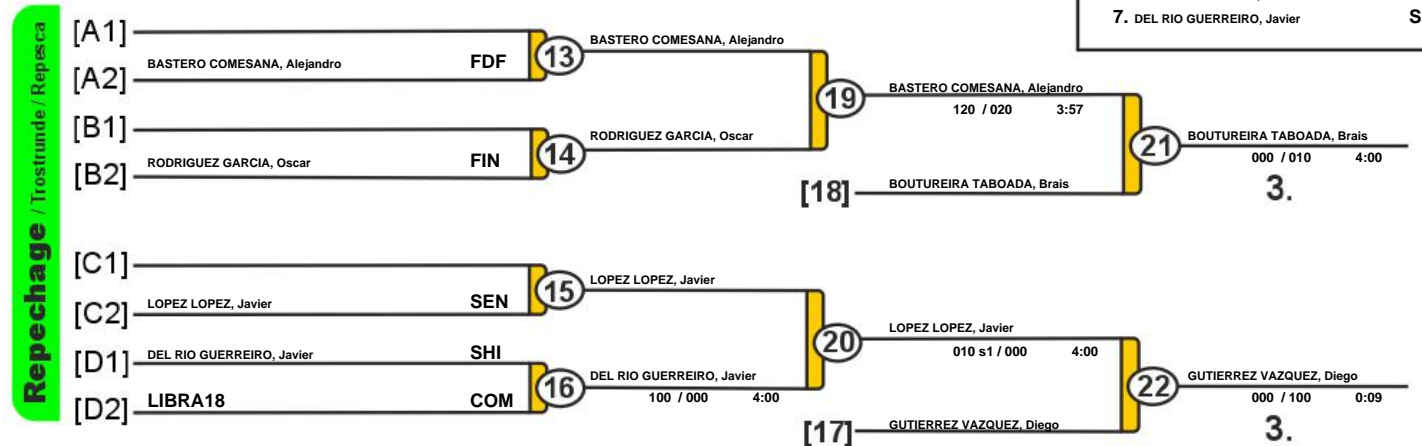 7. DEL RIO GUERREIRO, Javier S
Repechage / Trostrunde / Repesca
[A1]
BASTERO COMESANA, Alejandro FDF
[A2]
13
BASTERO COMESANA, Alejandro
[B1]
RODRIGUEZ GARCIA, Oscar FIN
[B2]
14
RODRIGUEZ GARCIA, Oscar
19
BASTERO COMESANA, Alejandro
120 / 020 3:57
[18]
BOUTUREIRA TABOADA, Brais
21
BOUTUREIRA TABOADA, Brais
000 / 010 4:00
3.
[C1]
LOPEZ LOPEZ, Javier SEN
[C2]
15
LOPEZ LOPEZ, Javier
[D1]
DEL RIO GUERREIRO, Javier SHI
LIBRA18 COM
[D2]
16
DEL RIO GUERREIRO, Javier
100 / 000 4:00
20
LOPEZ LOPEZ, Javier
010 s1 / 000 4:00
[17]
GUTIERREZ VAZQUEZ, Diego
22
GUTIERREZ VAZQUEZ, Diego
000 / 100 0:09
3.